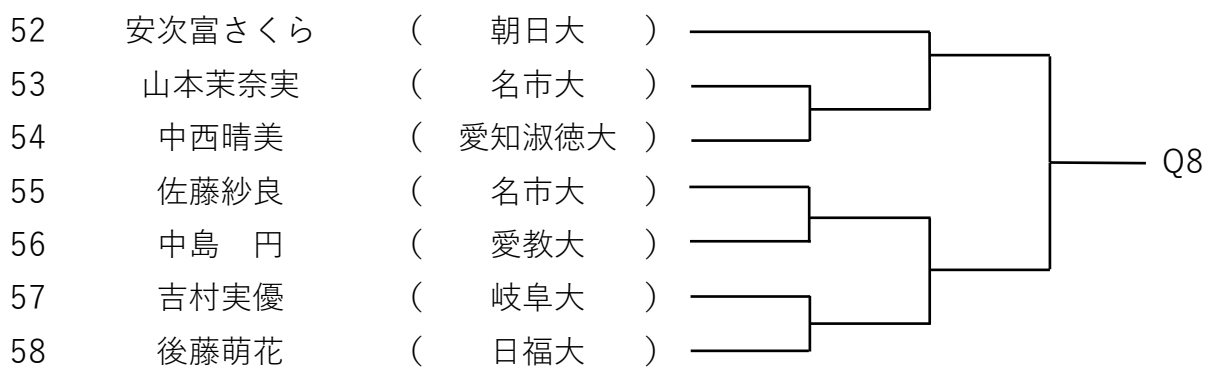 52 安次富さくら ( 朝日大 )
53 山本茉奈実 ( 名市大 )
54 中西晴美 ( 愛知淑徳大 )
55 佐藤紗良 ( 名市大 )
56 中島　円 ( 愛教大 )
57 吉村実優 ( 岐阜大 )
58 後藤萌花 ( 日福大 )
Q8